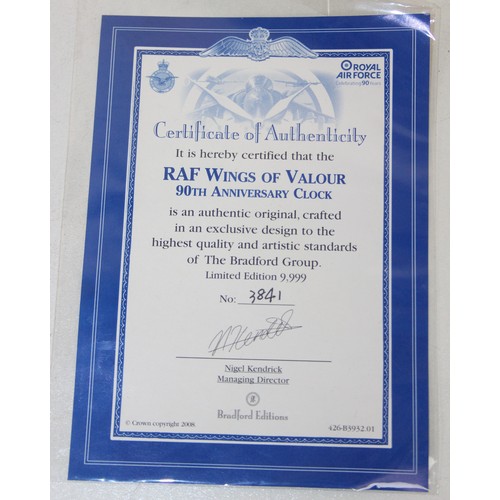 ROYAL
AIR FORCE
Celebrating 90 Years
Certificate of Authenticity
It is hereby certified that the
RAF WINGS OF VALOUR
90TH ANNIVERSARY CLOCK
is an authentic original, crafted
in an exclusive design to the
highest quality and artistic standards
of The Bradford Group.
Limited Edition 9,999
No: 3841
Nigel Kendrick
Managing Director
Bradford Editions
© Crown copyright 2008.
426-B5952.01